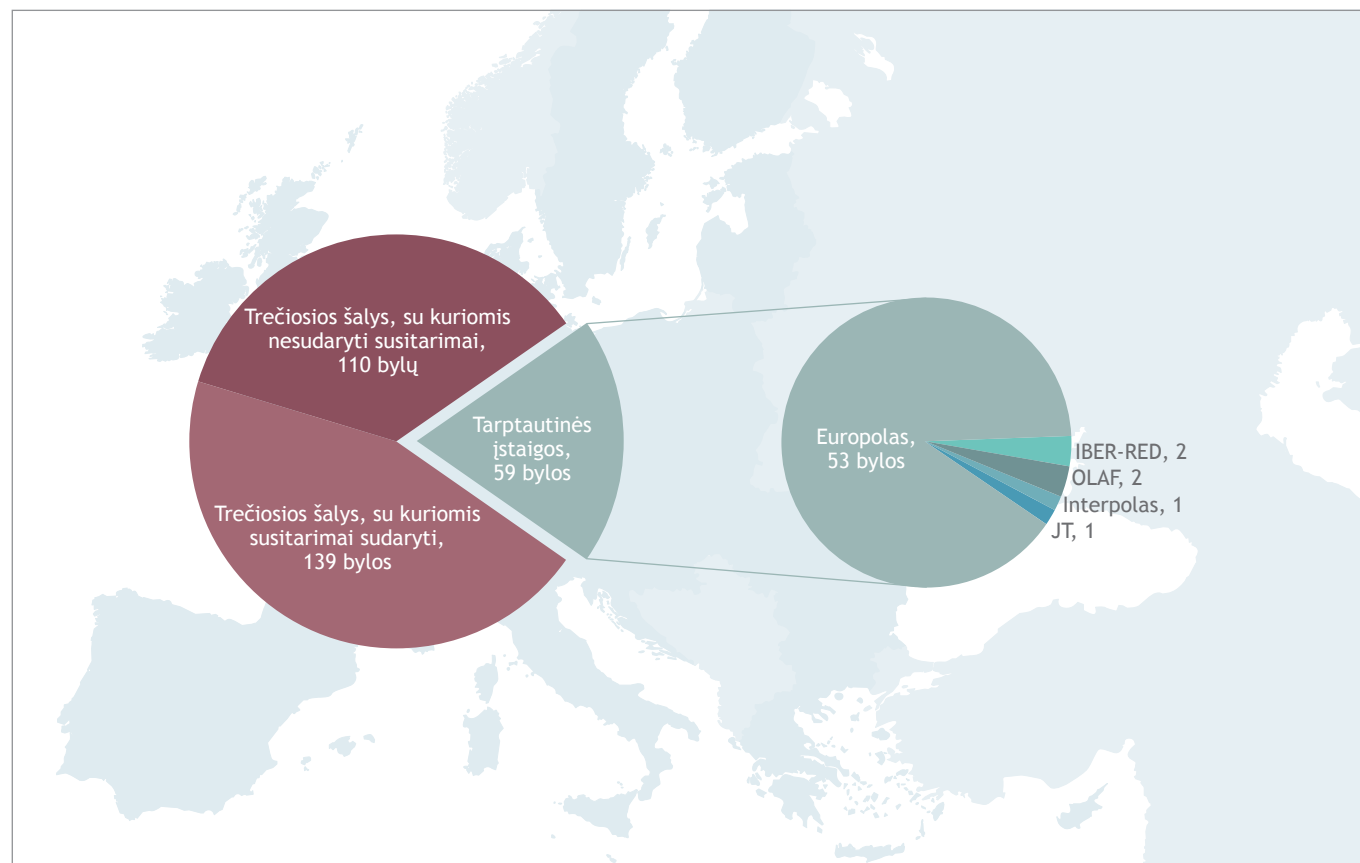 Trečiosios šalys, su kuriomis
nesudaryti susitarimai,
110 bylų
Tarptautinės
įstaigos,
59 bylos
Trečiosios šalys, su kuriomis
susitarimai sudaryti,
139 bylos
Europolas,
53 bylos
IBER-RED, 2
OLAF, 2
Interpolas, 1
JT, 1